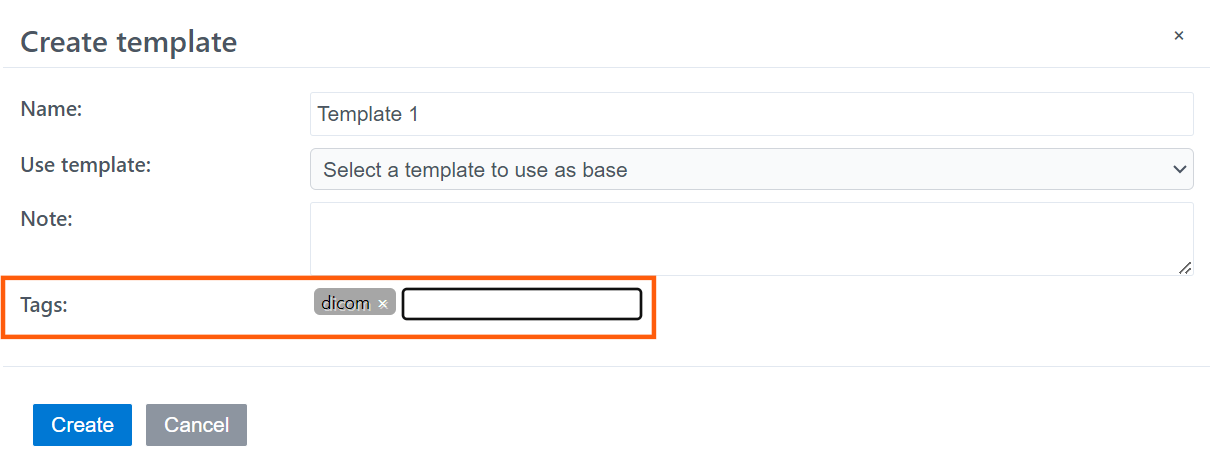 Create template ×
Name: Template 1
Use template: Select a template to use as base
Note:
Tags: dicom ×
Create Cancel